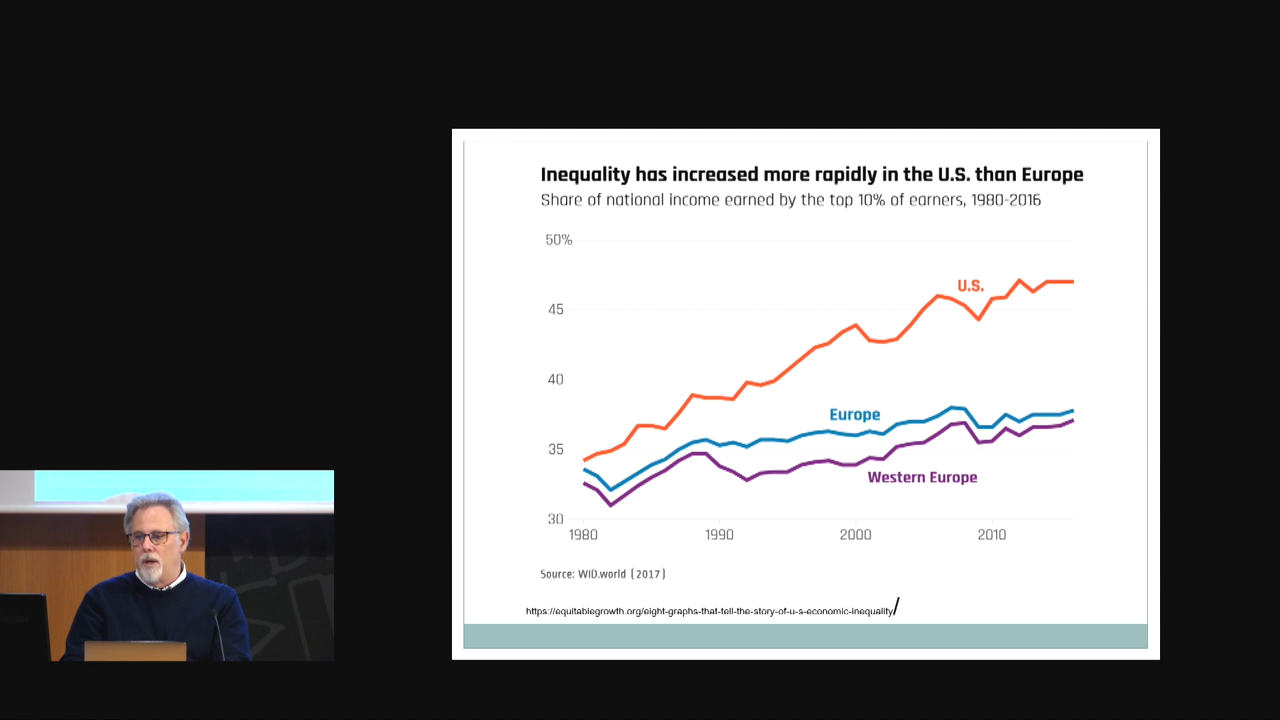 Inequality has increased more rapidly in the U.S. than Europe
Share of national income earned by the top 10% of earners, 1980-2016
50%
U.S.
45
40
Europe
35
Western Europe
30
1980 1990 2000 2010
Source: WID.world (2017)
https://equitablegrowth.org/eight-graphs-that-tell-the-story-of-u-s-economic-inequality/